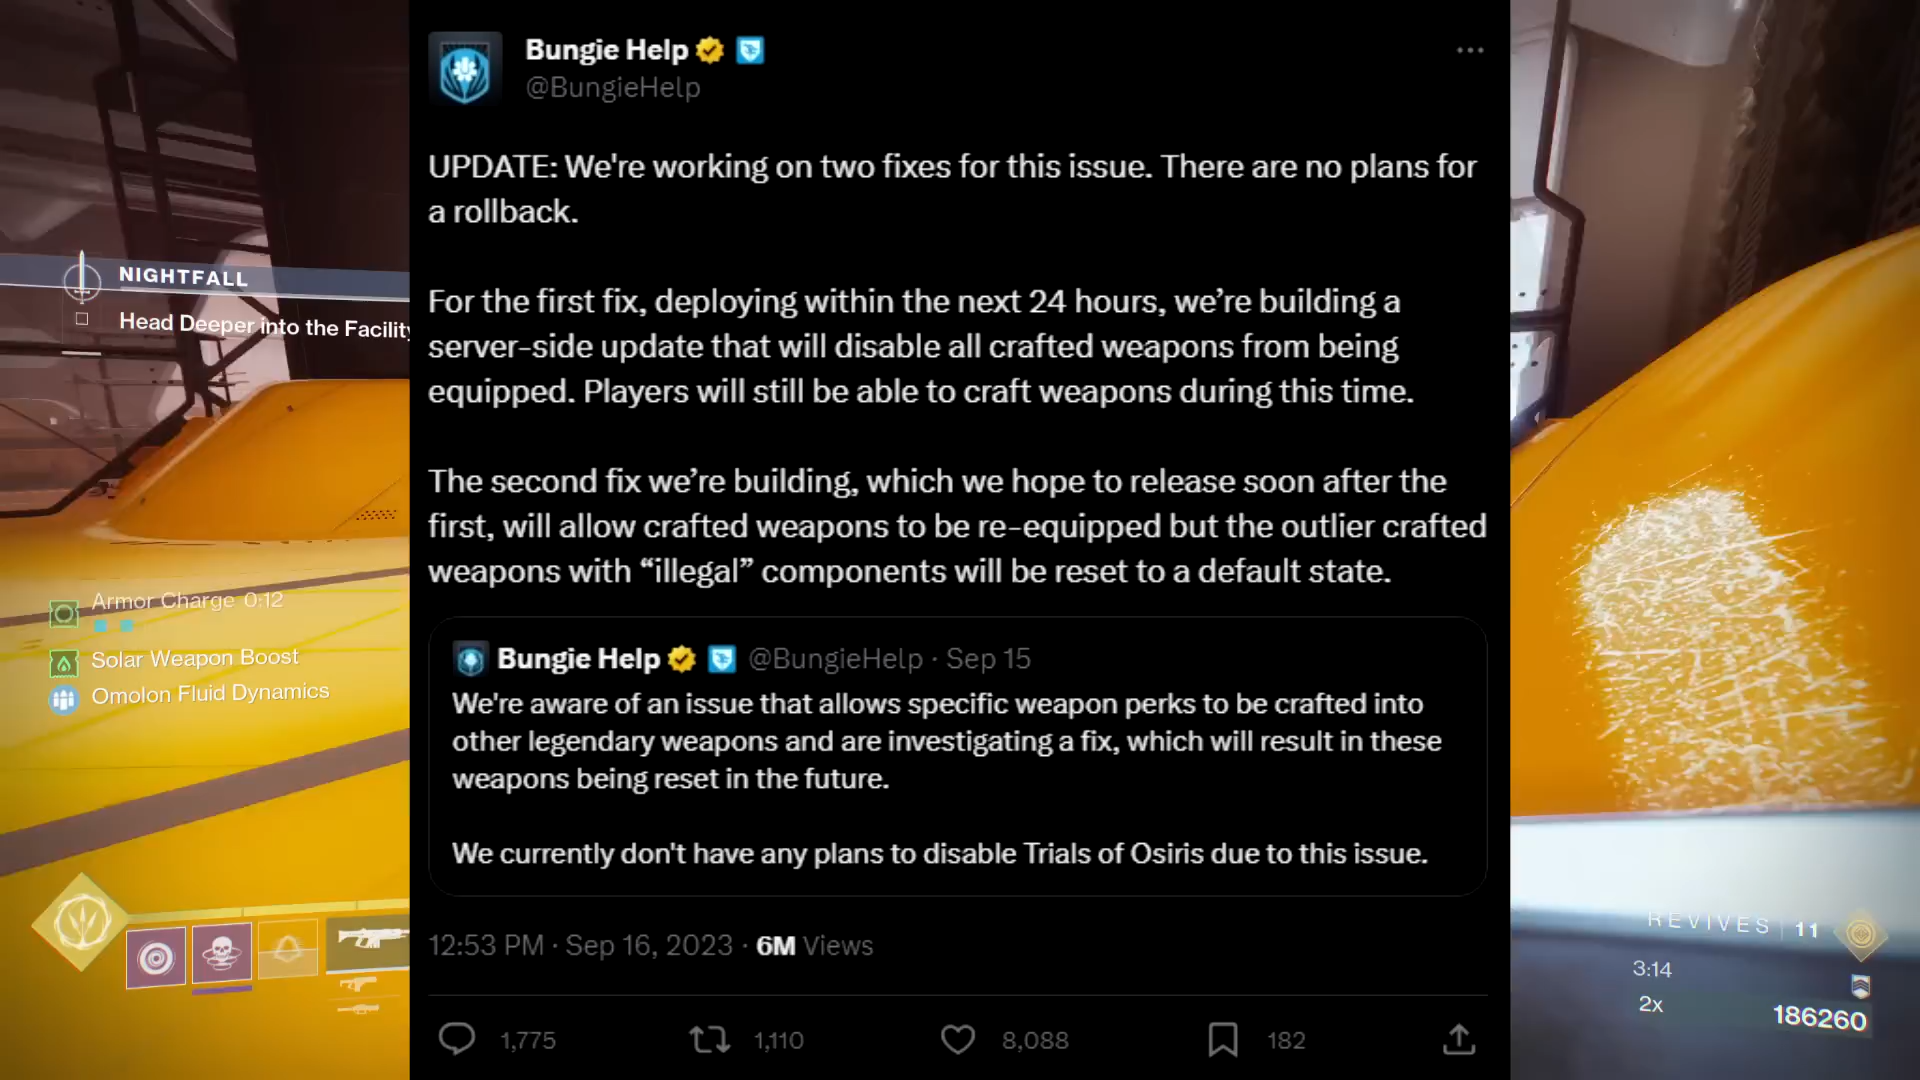 Bungie Help
@BungieHelp
UPDATE: We're working on two fixes for this issue. There are no plans for
a rollback.
For the first fix, deploying within the next 24 hours, we’re building a
server-side update that will disable all crafted weapons from being
equipped. Players will still be able to craft weapons during this time.
The second fix we’re building, which we hope to release soon after the
first, will allow crafted weapons to be re-equipped but the outlier crafted
weapons with “illegal” components will be reset to a default state.
Bungie Help @BungieHelp · Sep 15
We're aware of an issue that allows specific weapon perks to be crafted into
other legendary weapons and are investigating a fix, which will result in these
weapons being reset in the future.
We currently don't have any plans to disable Trials of Osiris due to this issue.
12:53 PM · Sep 16, 2023 · 6M Views
1,775 1,110 8,088 182
NIGHTFALL
Head Deeper into the Facility
Armor Charge 0:12
Solar Weapon Boost
Omolon Fluid Dynamics
REVIVES 11
3:14
2x
186260